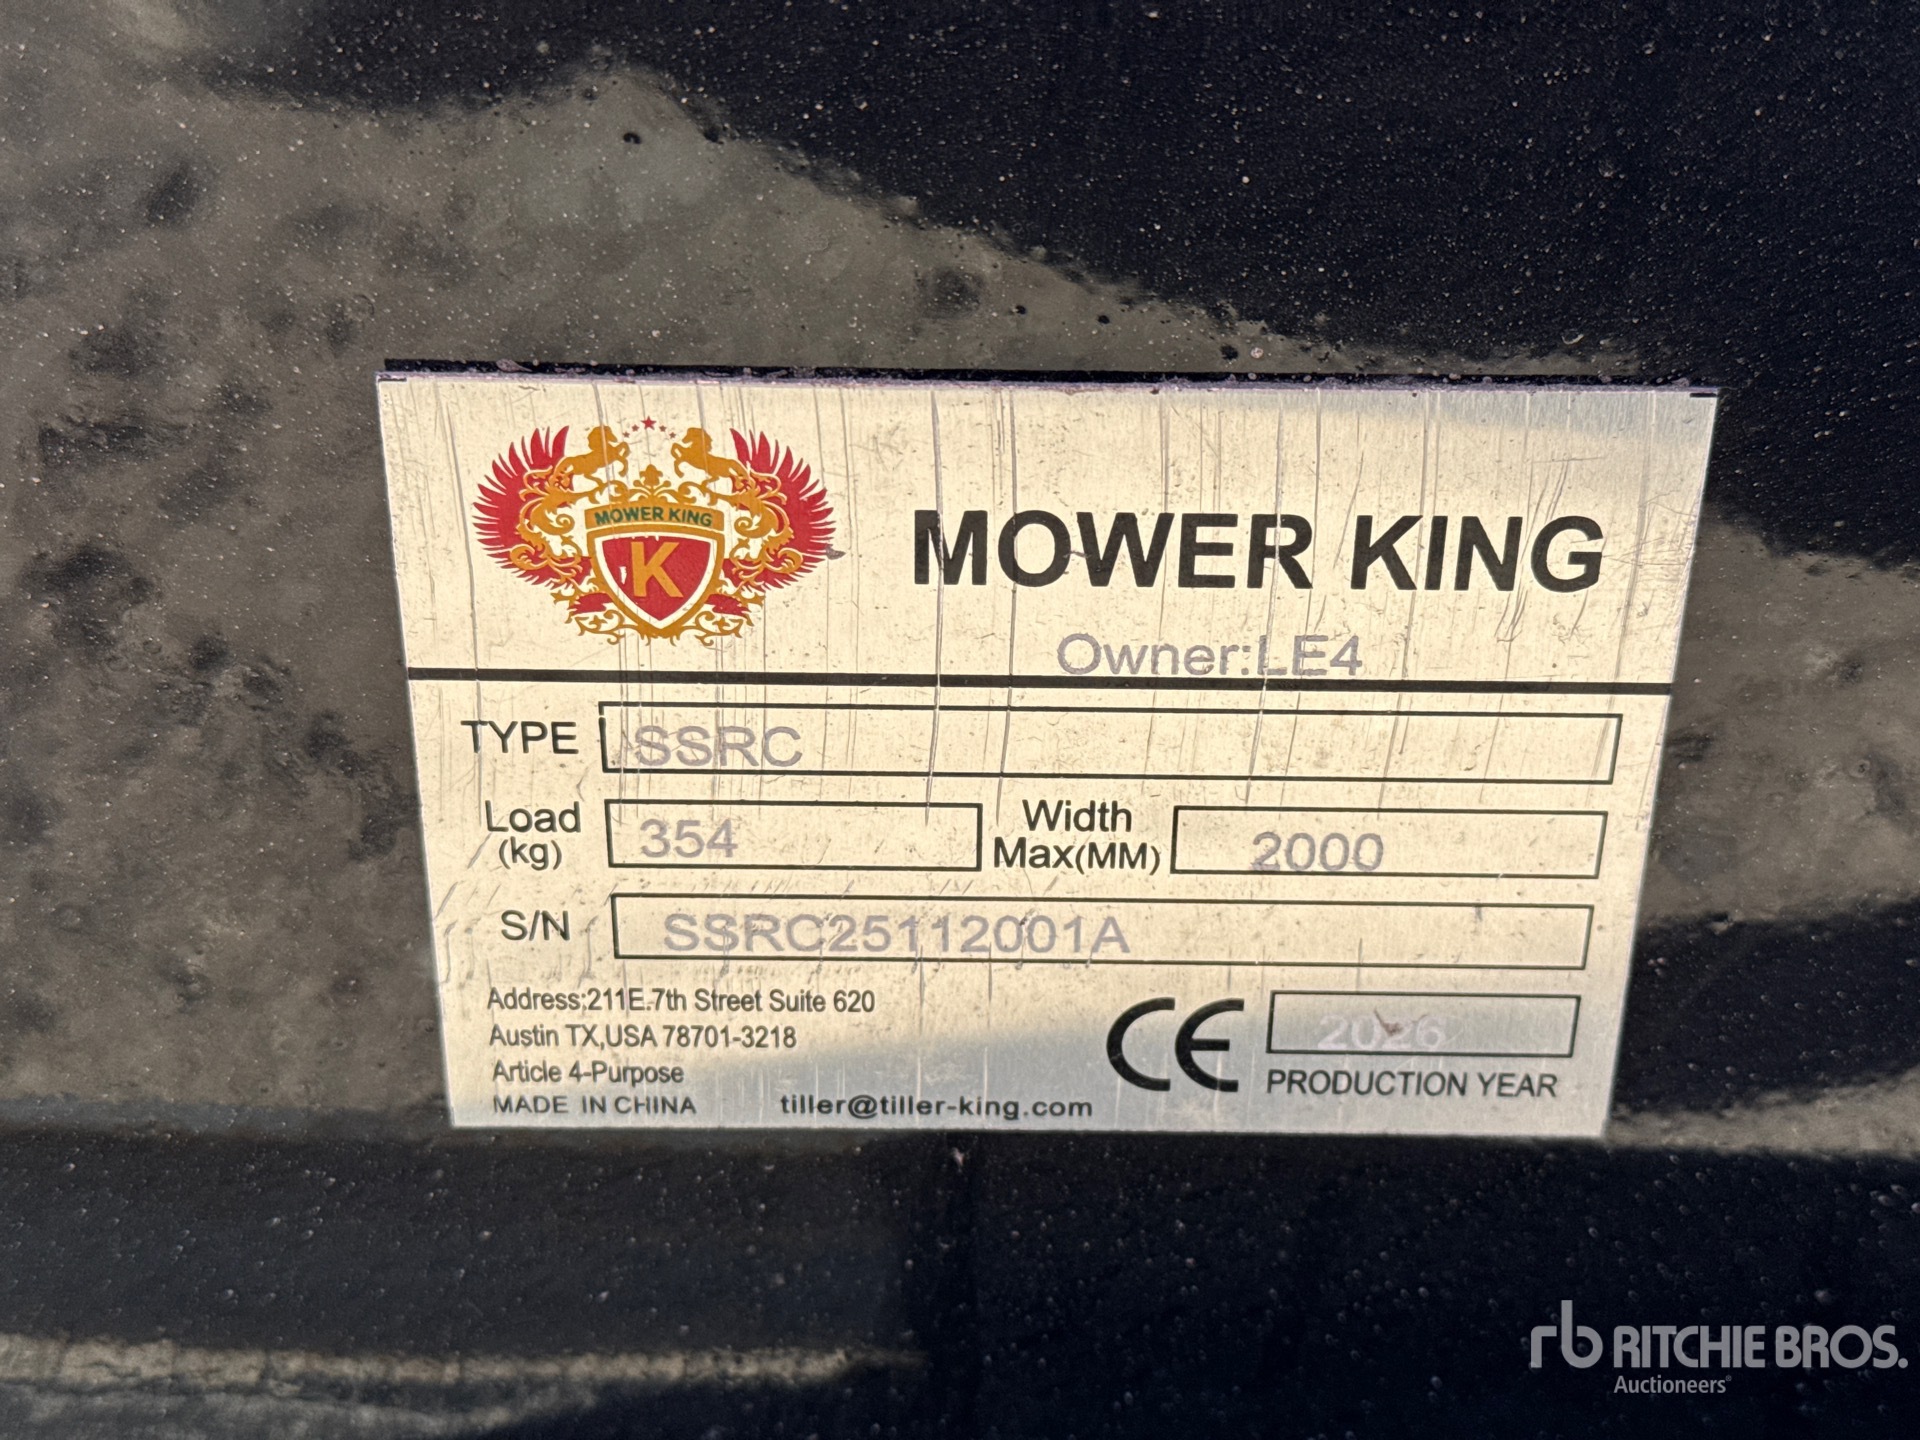 MOWER KING
K
MOWER KING
Owner:LE4
TYPE SSRC
Load (kg) 354 Width Max(MM) 2000
S/N SSRC25112001A
Address:211E.7th Street Suite 620
Austin TX,USA 78701-3218
Article 4-Purpose
MADE IN CHINA tiller@tiller-king.com
CE 2026
PRODUCTION YEAR
rb RITCHIE BROS.
Auctioneers